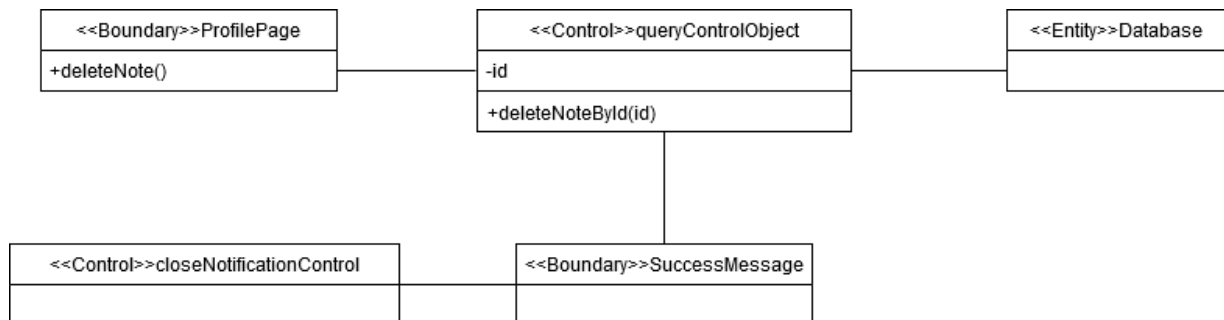 <<Boundary>>ProfilePage
+deleteNote()
<<Control>>queryControlObject
-id
+deleteNoteById(id)
<<Entity>>Database
<<Control>>closeNotificationControl
<<Boundary>>SuccessMessage